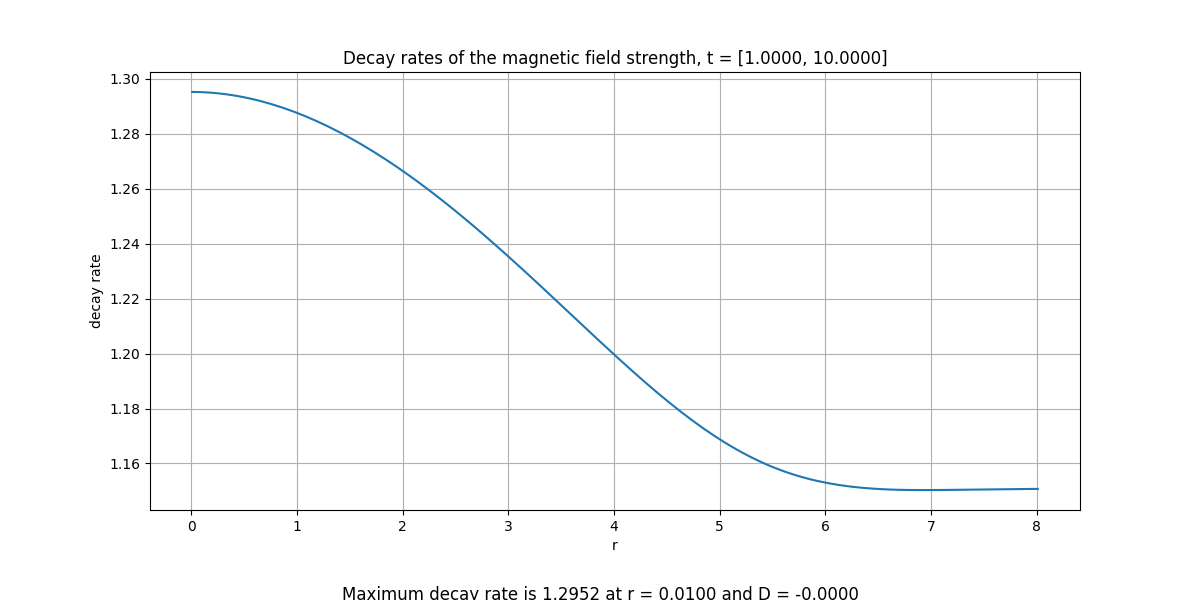 Decay rates of the magnetic field strength, t = [1.0000, 10.0000]
1.30
1.28
1.26
1.24
1.22
1.20
1.18
1.16
decay rate
0 1 2 3 4 5 6 7 8
r
Maximum decay rate is 1.2952 at r = 0.0100 and D = -0.0000